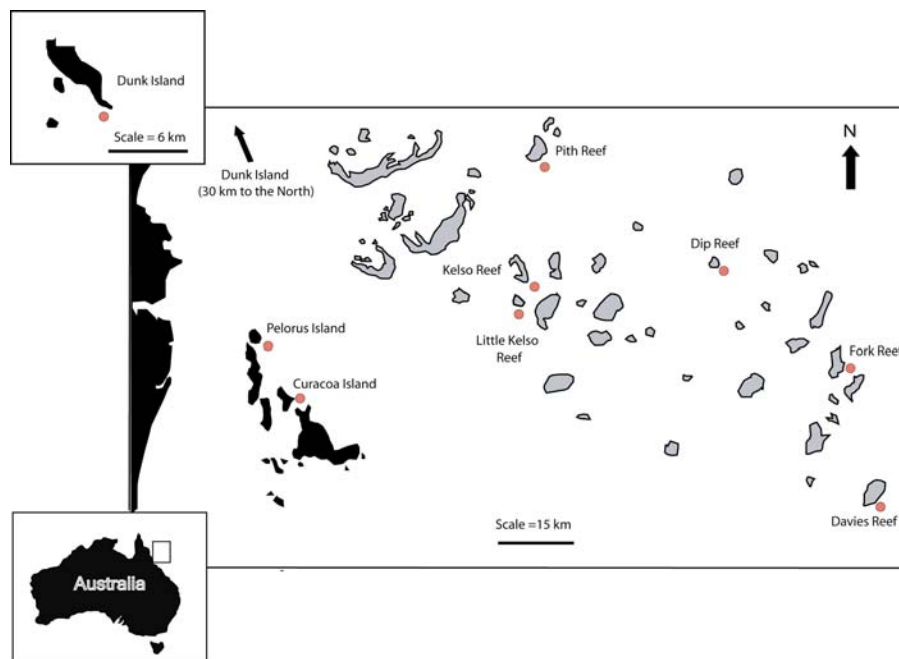 Dunk Island
Scale = 6 km
Dunk Island
(30 km to the North)
Pith Reef
N
Dip Reef
Kelso Reef
Little Kelso
Reef
Pelorus Island
Curacoa Island
Fork Reef
Scale =15 km
Davies Reef
Australia